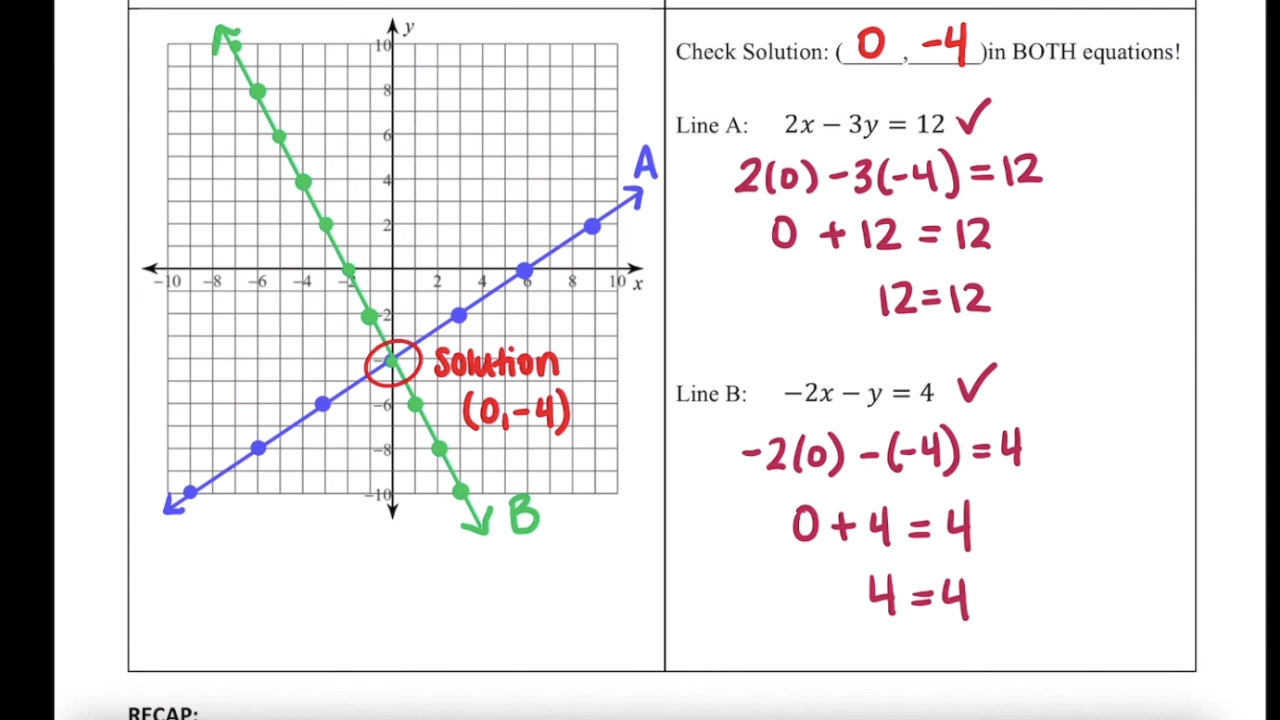 y
10
8
6
4
2
-10 -8 -6 -4 -2 2 4 6 8 10 x
-2
-6
-8
-10
A
B
Solution
(0,-4)
Check Solution: (0, -4)in BOTH equations!
Line A: 2x − 3y = 12 ✓
2(0) -3(-4) = 12
0 + 12 = 12
12=12
Line B: −2x − y = 4 ✓
-2(0) -(-4) = 4
0 + 4 = 4
4 = 4
RECAP: